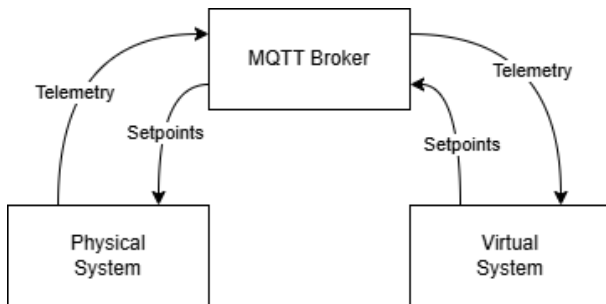 MQTT Broker
Telemetry
Telemetry
Setpoints
Setpoints
Physical
System
Virtual
System